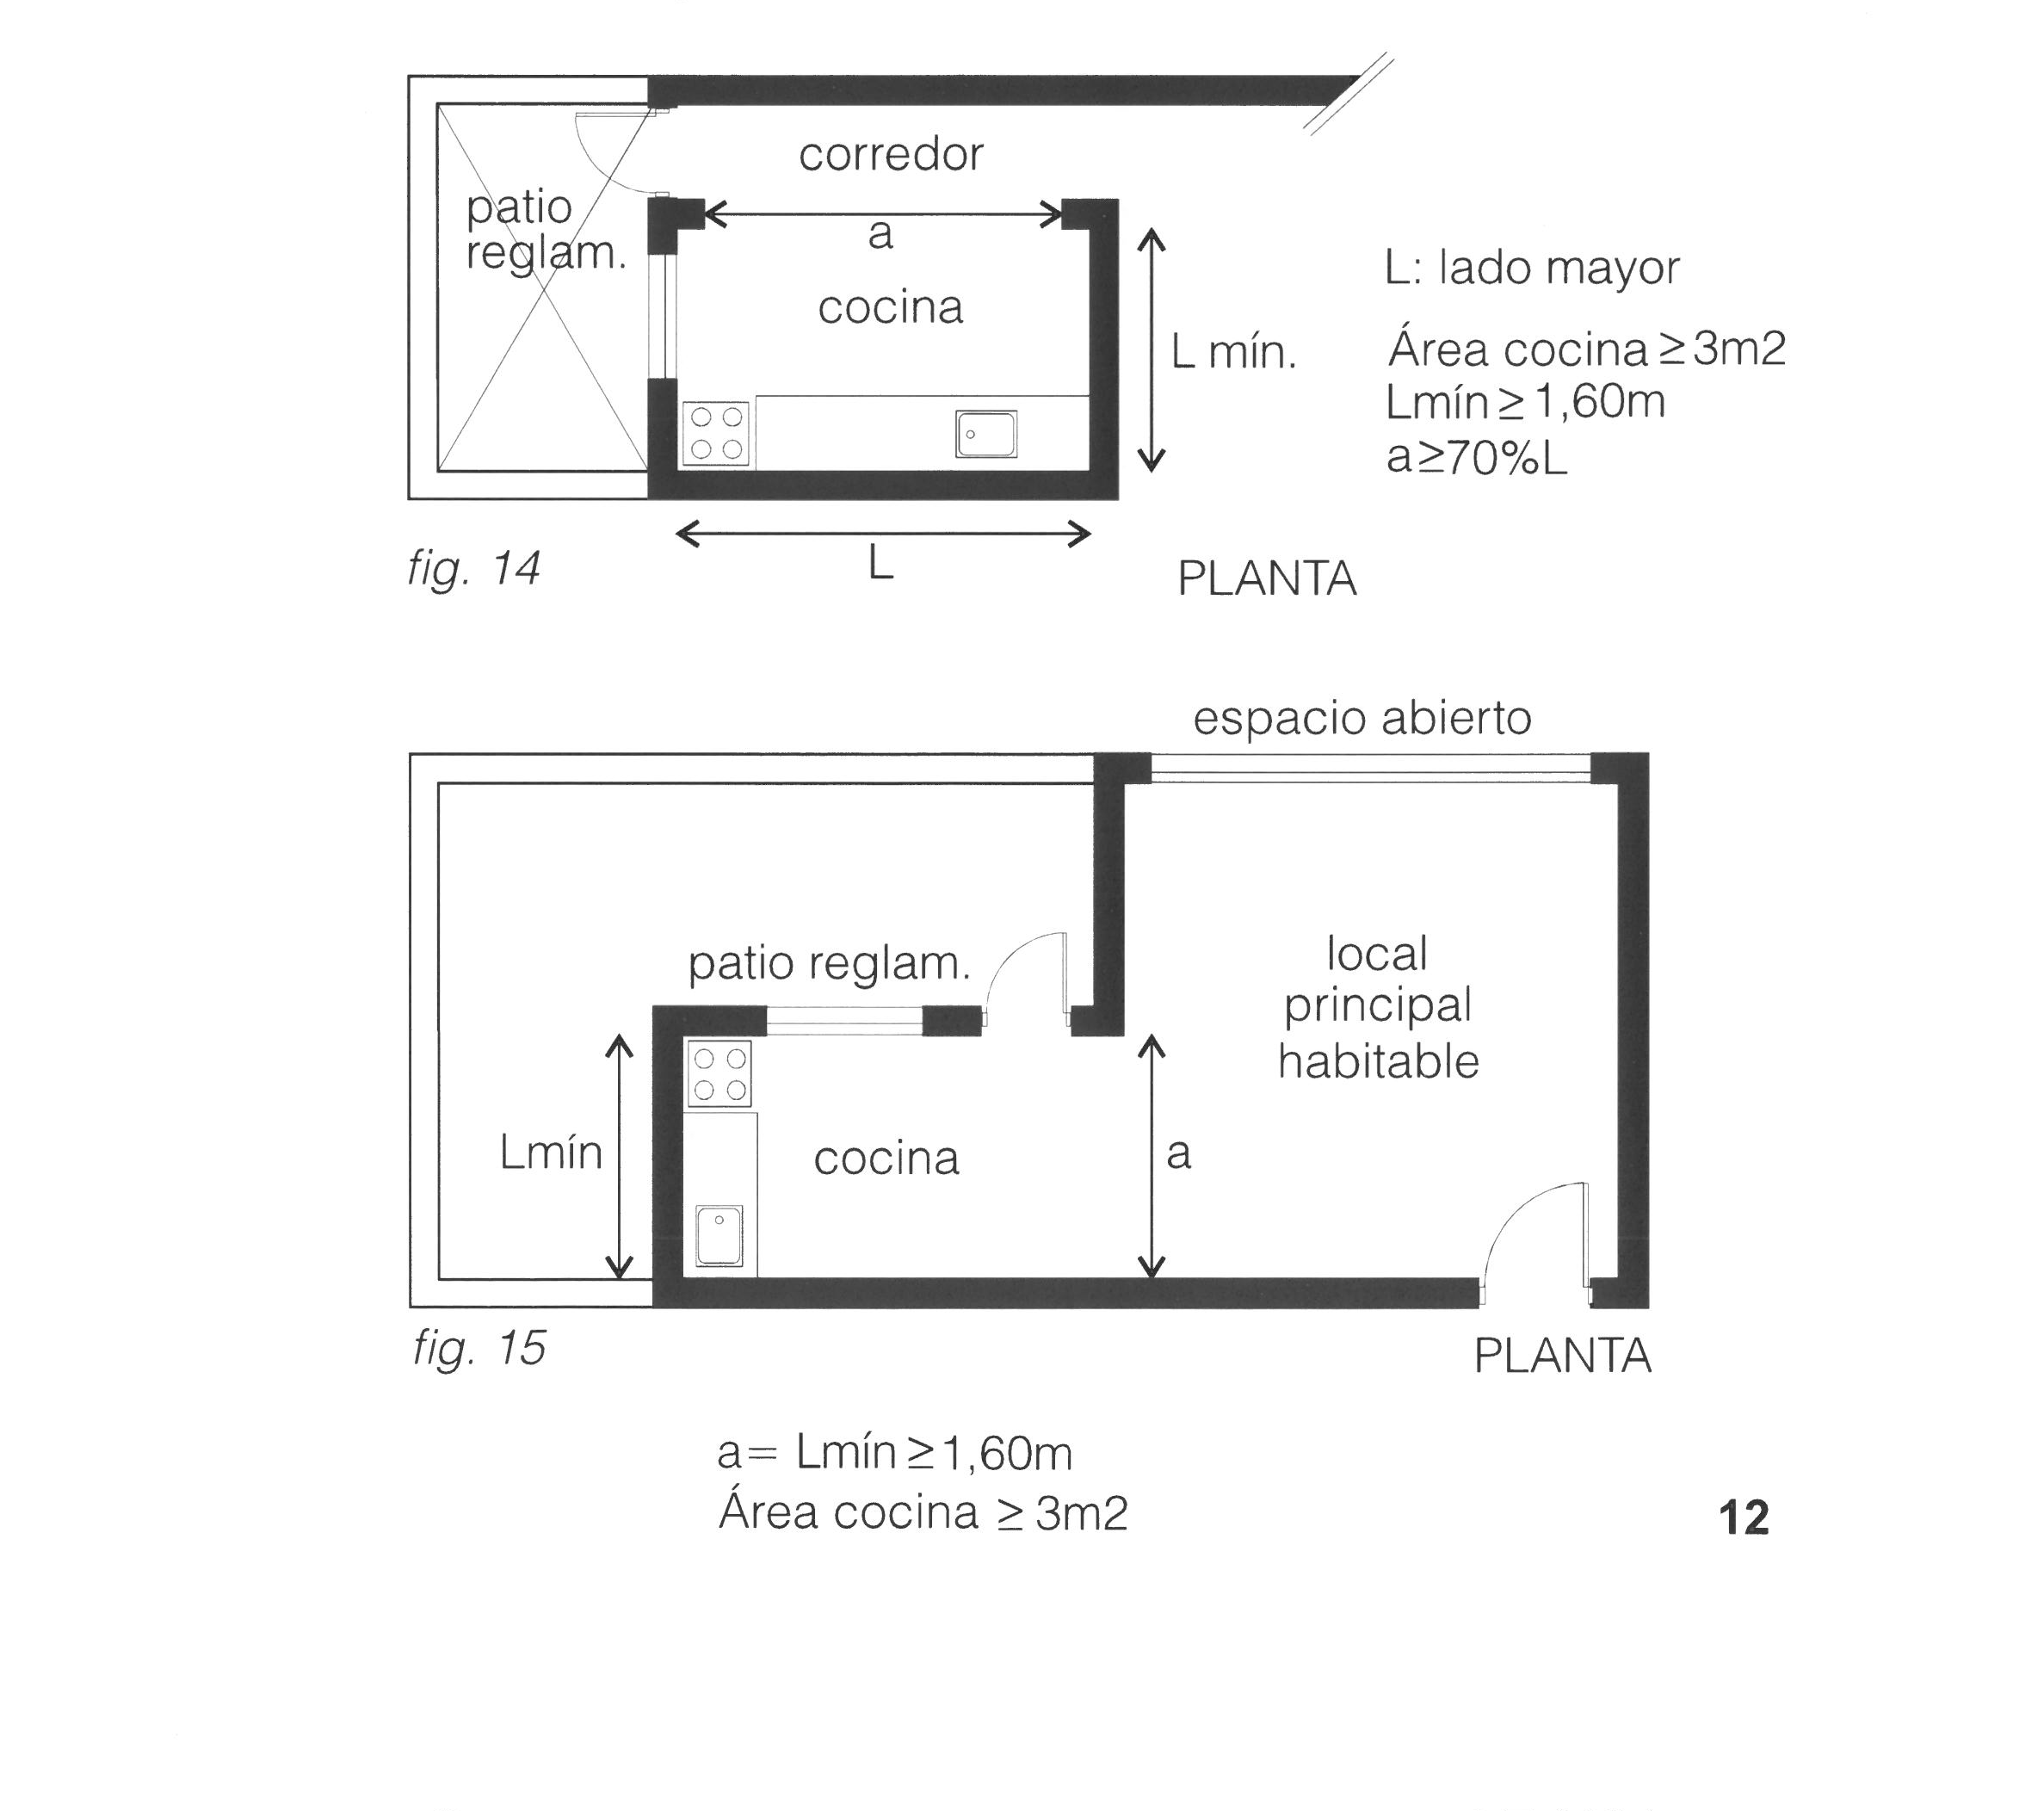 corredor
patio
reglam.
a
cocina
L mín.
L: lado mayor
Área cocina ≥ 3m2
Lmín ≥ 1,60m
a≥70%L
L
fig. 14
PLANTA
espacio abierto
patio reglam.
local
principal
habitable
Lmín
cocina
a
fig. 15
PLANTA
a= Lmín ≥ 1,60m
Área cocina ≥ 3m2
12